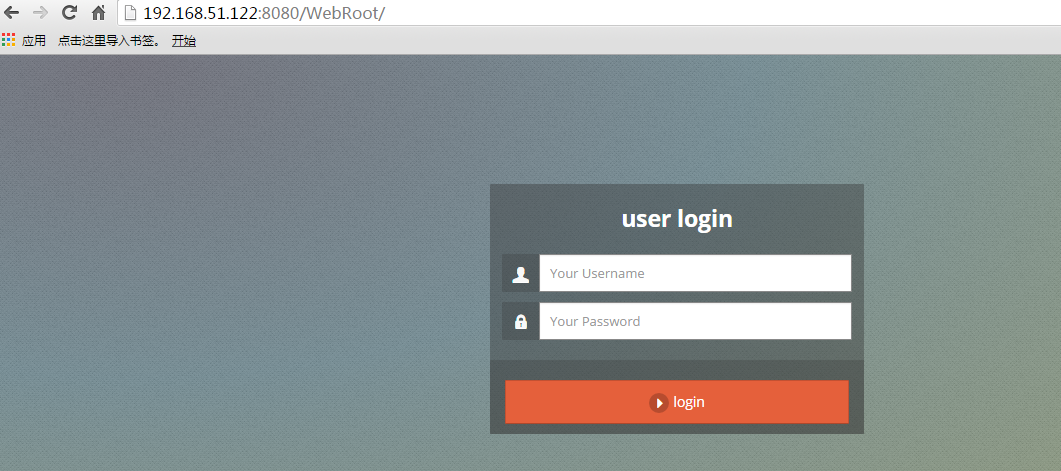 192.168.51.122:8080/WebRoot/
应用 点击这里导入书签。 开始
user login
Your Username
Your Password
login